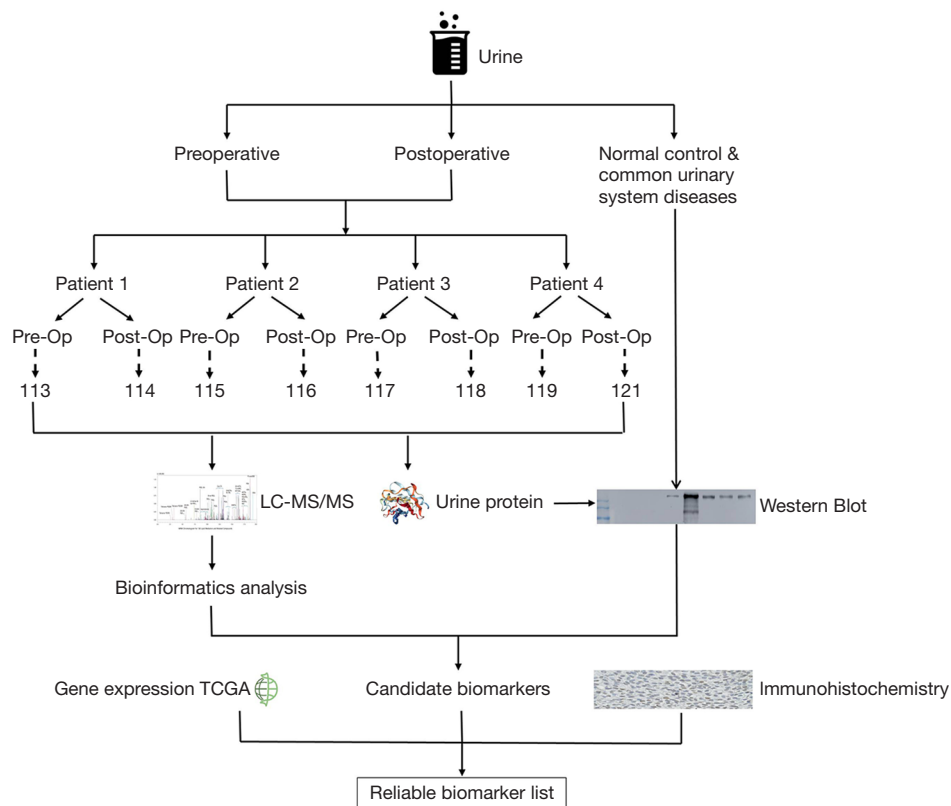 Urine
Preoperative
Postoperative
Normal control &
common urinary
system diseases
Patient 1
Patient 2
Patient 3
Patient 4
Pre-Op
Post-Op
Pre-Op
Post-Op
Pre-Op
Post-Op
Pre-Op
Post-Op
113
114
115
116
117
118
119
121
LC-MS/MS
Urine protein
Western Blot
Bioinformatics analysis
Gene expression TCGA
Candidate biomarkers
Immunohistochemistry
Reliable biomarker list